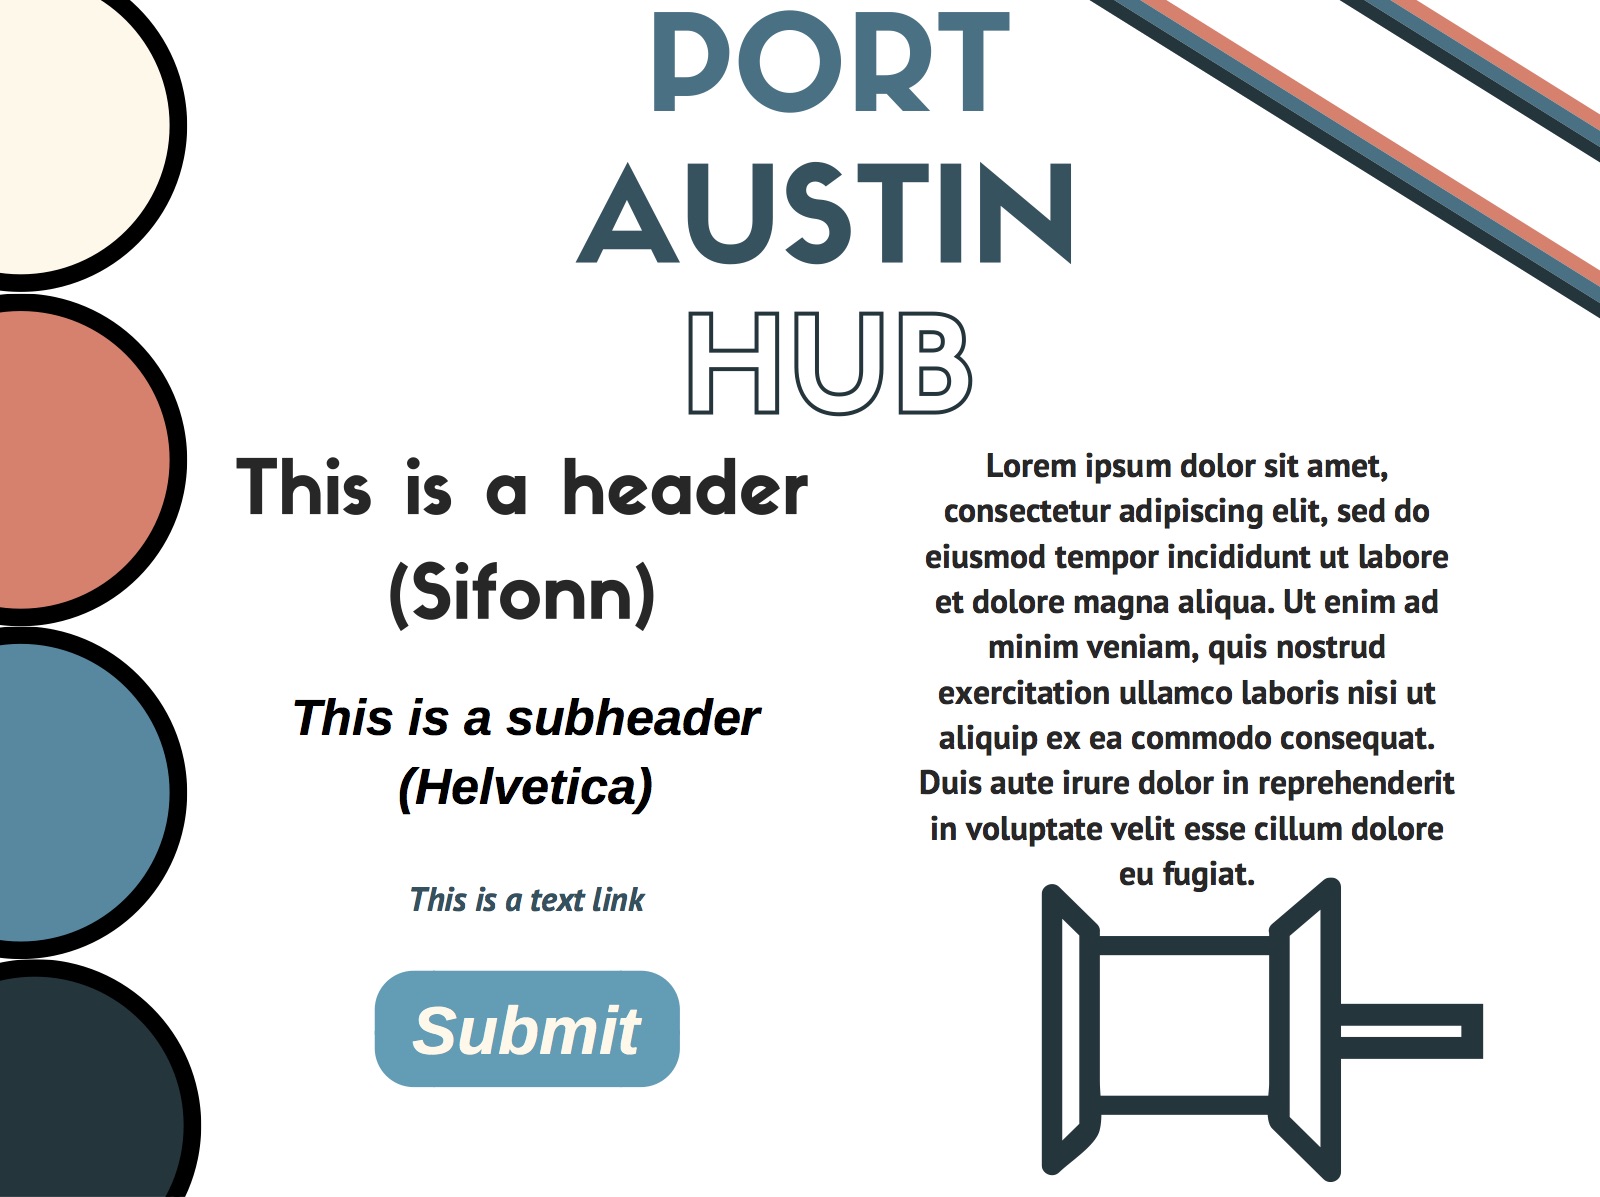 PORT
AUSTIN
HUB
This is a header
(Sifonn)
This is a subheader
(Helvetica)
This is a text link
Submit
Lorem ipsum dolor sit amet,
consectetur adipiscing elit, sed do
eiusmod tempor incididunt ut labore
et dolore magna aliqua. Ut enim ad
minim veniam, quis nostrud
exercitation ullamco laboris nisi ut
aliquip ex ea commodo consequat.
Duis aute irure dolor in reprehenderit
in voluptate velit esse cillum dolore
eu fugiat.